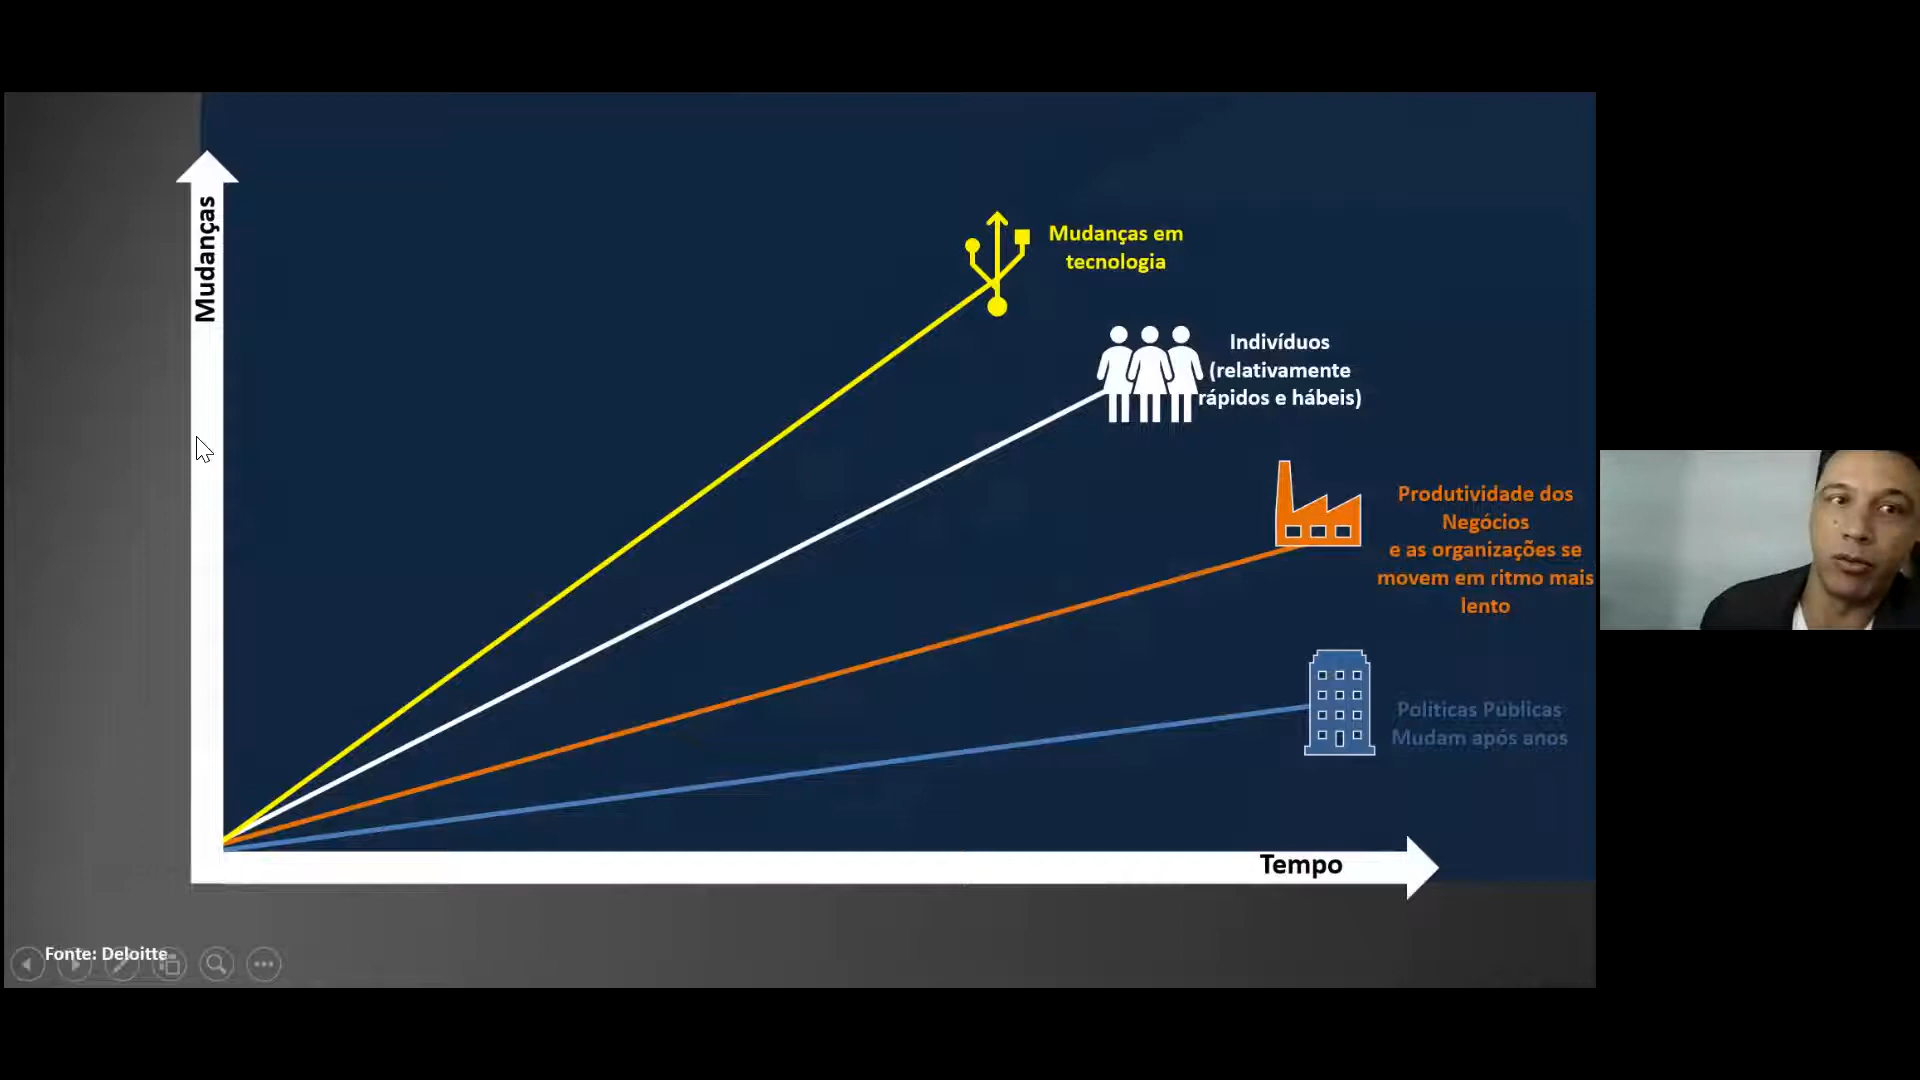 Mudanças
Mudanças em
tecnologia
Indivíduos
(relativamente
rápidos e hábeis)
Produtividade dos
Negócios
e as organizações se
movem em ritmo mais
lento
Politicas Públicas
Mudam após anos
Tempo
Fonte: Deloitte